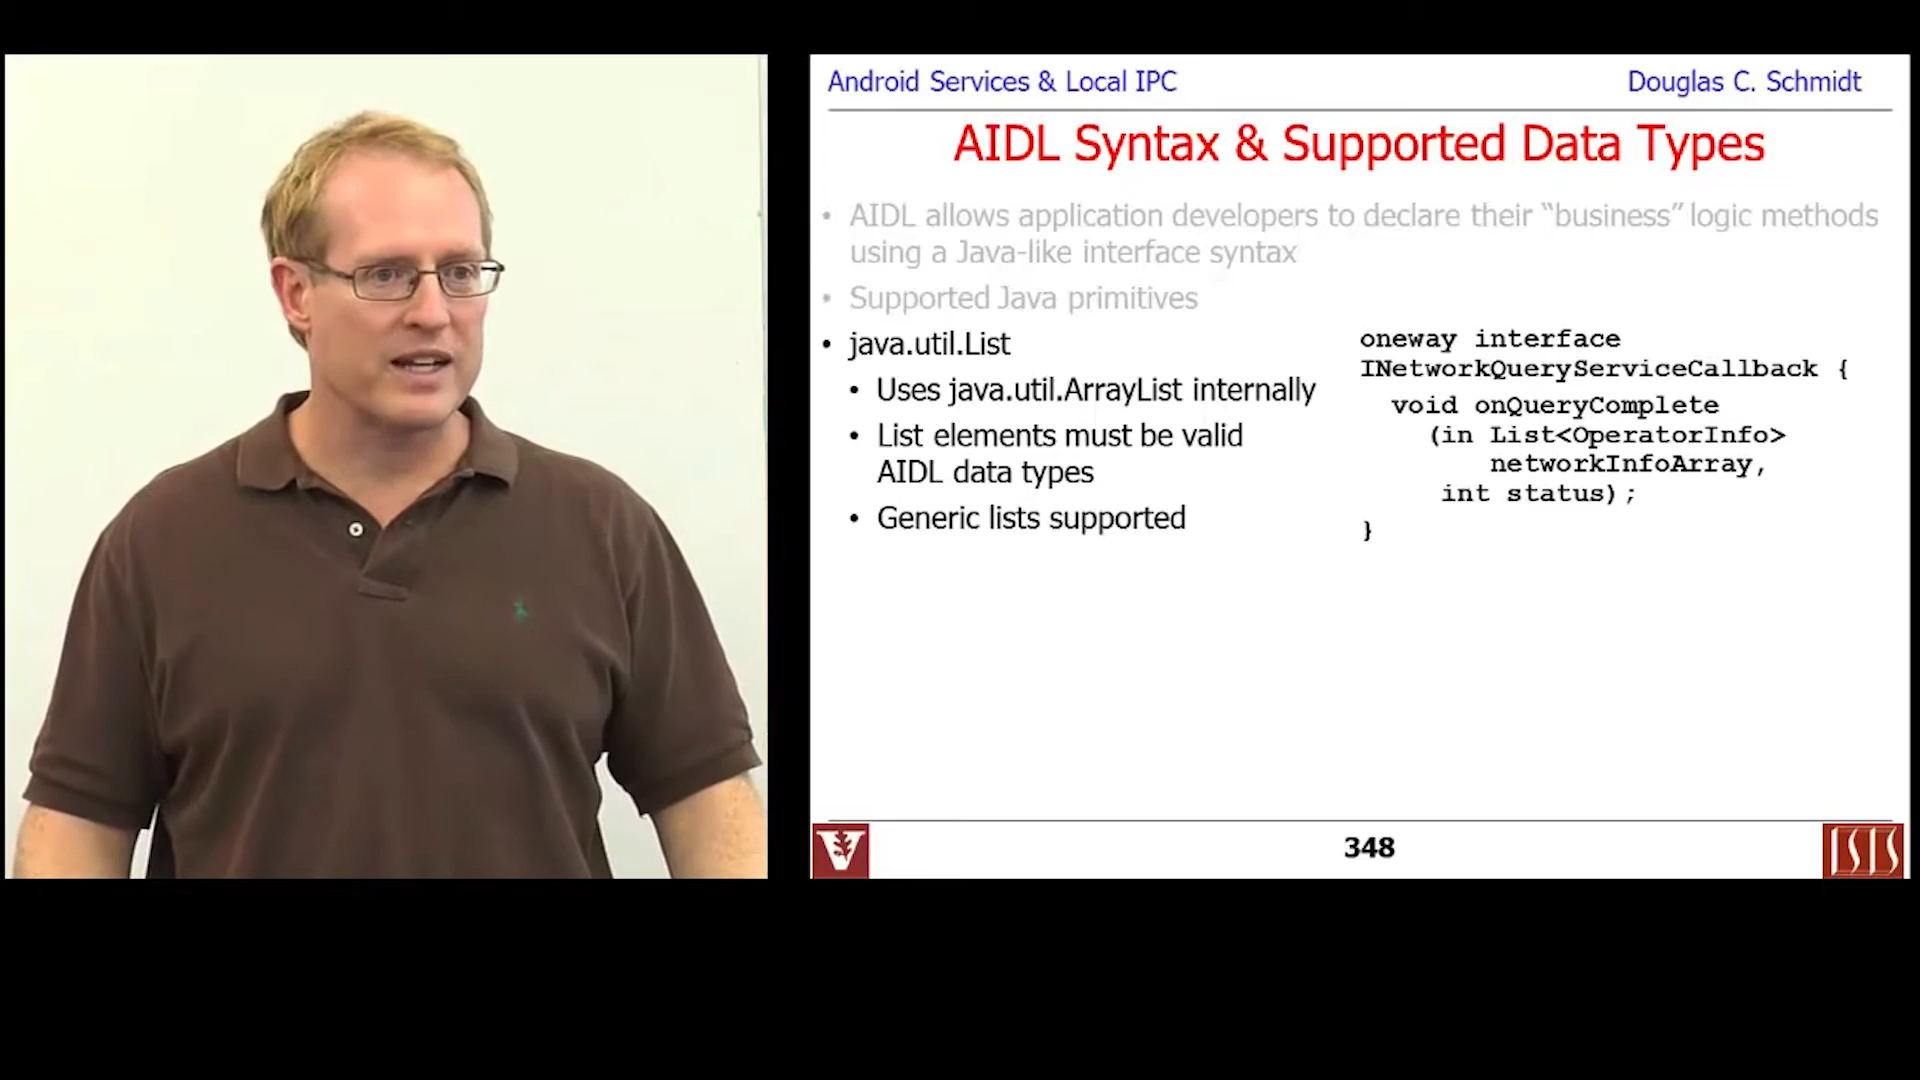 Android Services & Local IPC
Douglas C. Schmidt
AIDL Syntax & Supported Data Types
• AIDL allows application developers to declare their “business” logic methods
using a Java-like interface syntax
• Supported Java primitives
• java.util.List
• Uses java.util.ArrayList internally
• List elements must be valid
AIDL data types
• Generic lists supported
oneway interface
INetworkQueryServiceCallback {
void onQueryComplete
(in List<OperatorInfo>
networkInfoArray,
int status);
}
V
348
ISIS